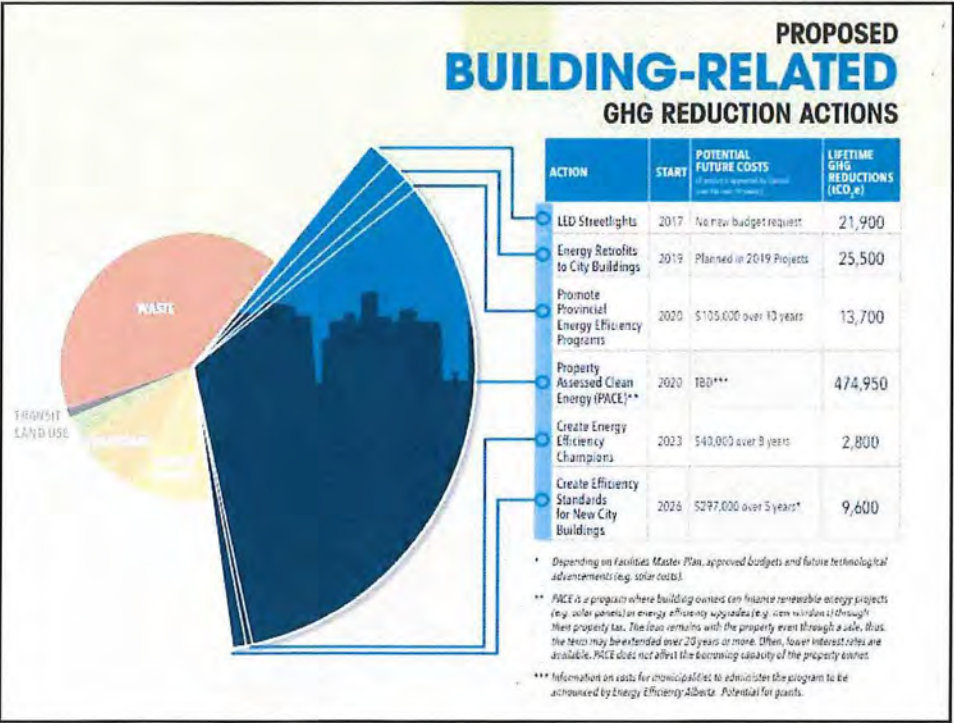 PROPOSED
BUILDING-RELATED
GHG REDUCTION ACTIONS
ACTION
START
POTENTIAL
FUTURE COSTS
LIFETIME
GHG
REDUCTIONS
(tCO₂e)
LED Streetlights
2017
No new budget request
21,900
Energy Retrofits
to City Buildings
2019
Planned in 2019 Projects
25,500
Promote
Provincial
Energy Efficiency
Programs
2020
$105,000 over 10 years
13,700
Property
Assessed Clean
Energy (PACE)**
2020
TBD***
474,950
Create Energy
Efficiency
Champions
2023
$40,000 over 8 years
2,800
Create Efficiency
Standards
for New City
Buildings
2026
$297,000 over 5 years*
9,600
WASTE
TRANSIT
LAND USE
* Depending on Facilities Master Plan, approved budgets and future technological
advancements (e.g. solar costs).
** PACE is a program where building owners can finance renewable energy projects
(e.g. solar panels) or energy efficiency upgrades (e.g. new windows) through
their property tax. The loan remains with the property even through a sale, thus
the term may be extended over 20 years or more. Often, lower interest rates are
available. PACE does not affect the borrowing capacity of the property owner.
*** Information on costs for municipalities to administer the program to be
announced by Energy Efficiency Alberta. Potential for grants.